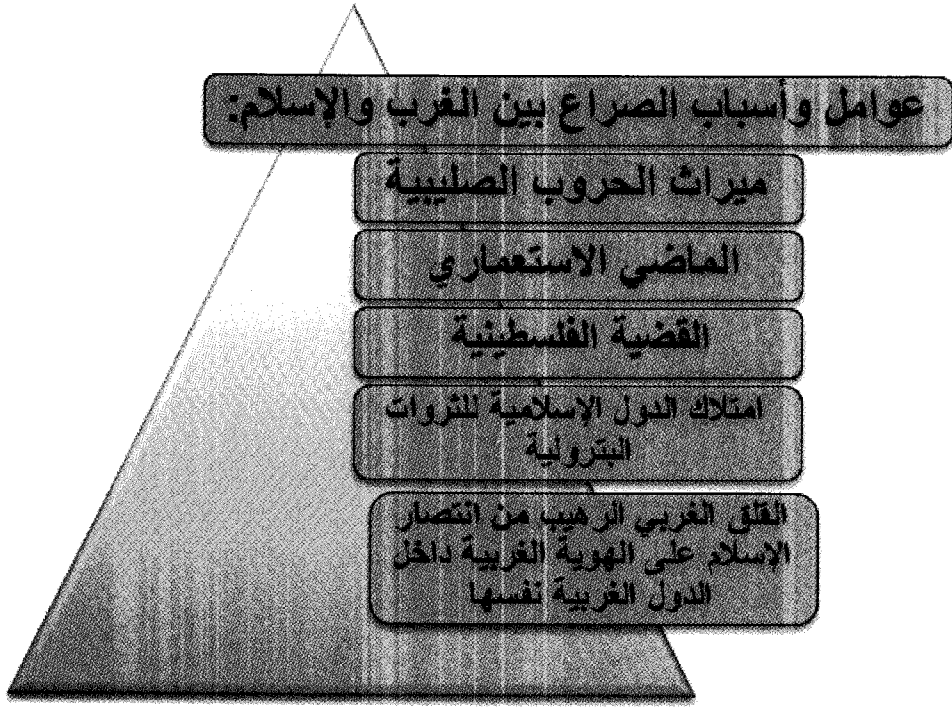 عوامل وأسباب الصراع بين الغرب والإسلام:
ميراث الحروب الصليبية
الماضي الاستعماري
القضية الفلسطينية
امتلاك الدول الإسلامية للثروات
البترولية
القلق الغربي الرهيب من انتصار
الإسلام على الهوية الغربية داخل
الدول الغربية نفسها